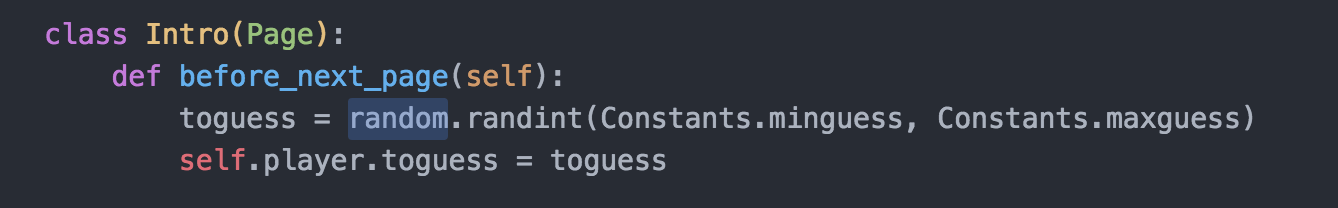 class Intro(Page):
    def before_next_page(self):
        toguess = random.randint(Constants.minguess, Constants.maxguess)
        self.player.toguess = toguess